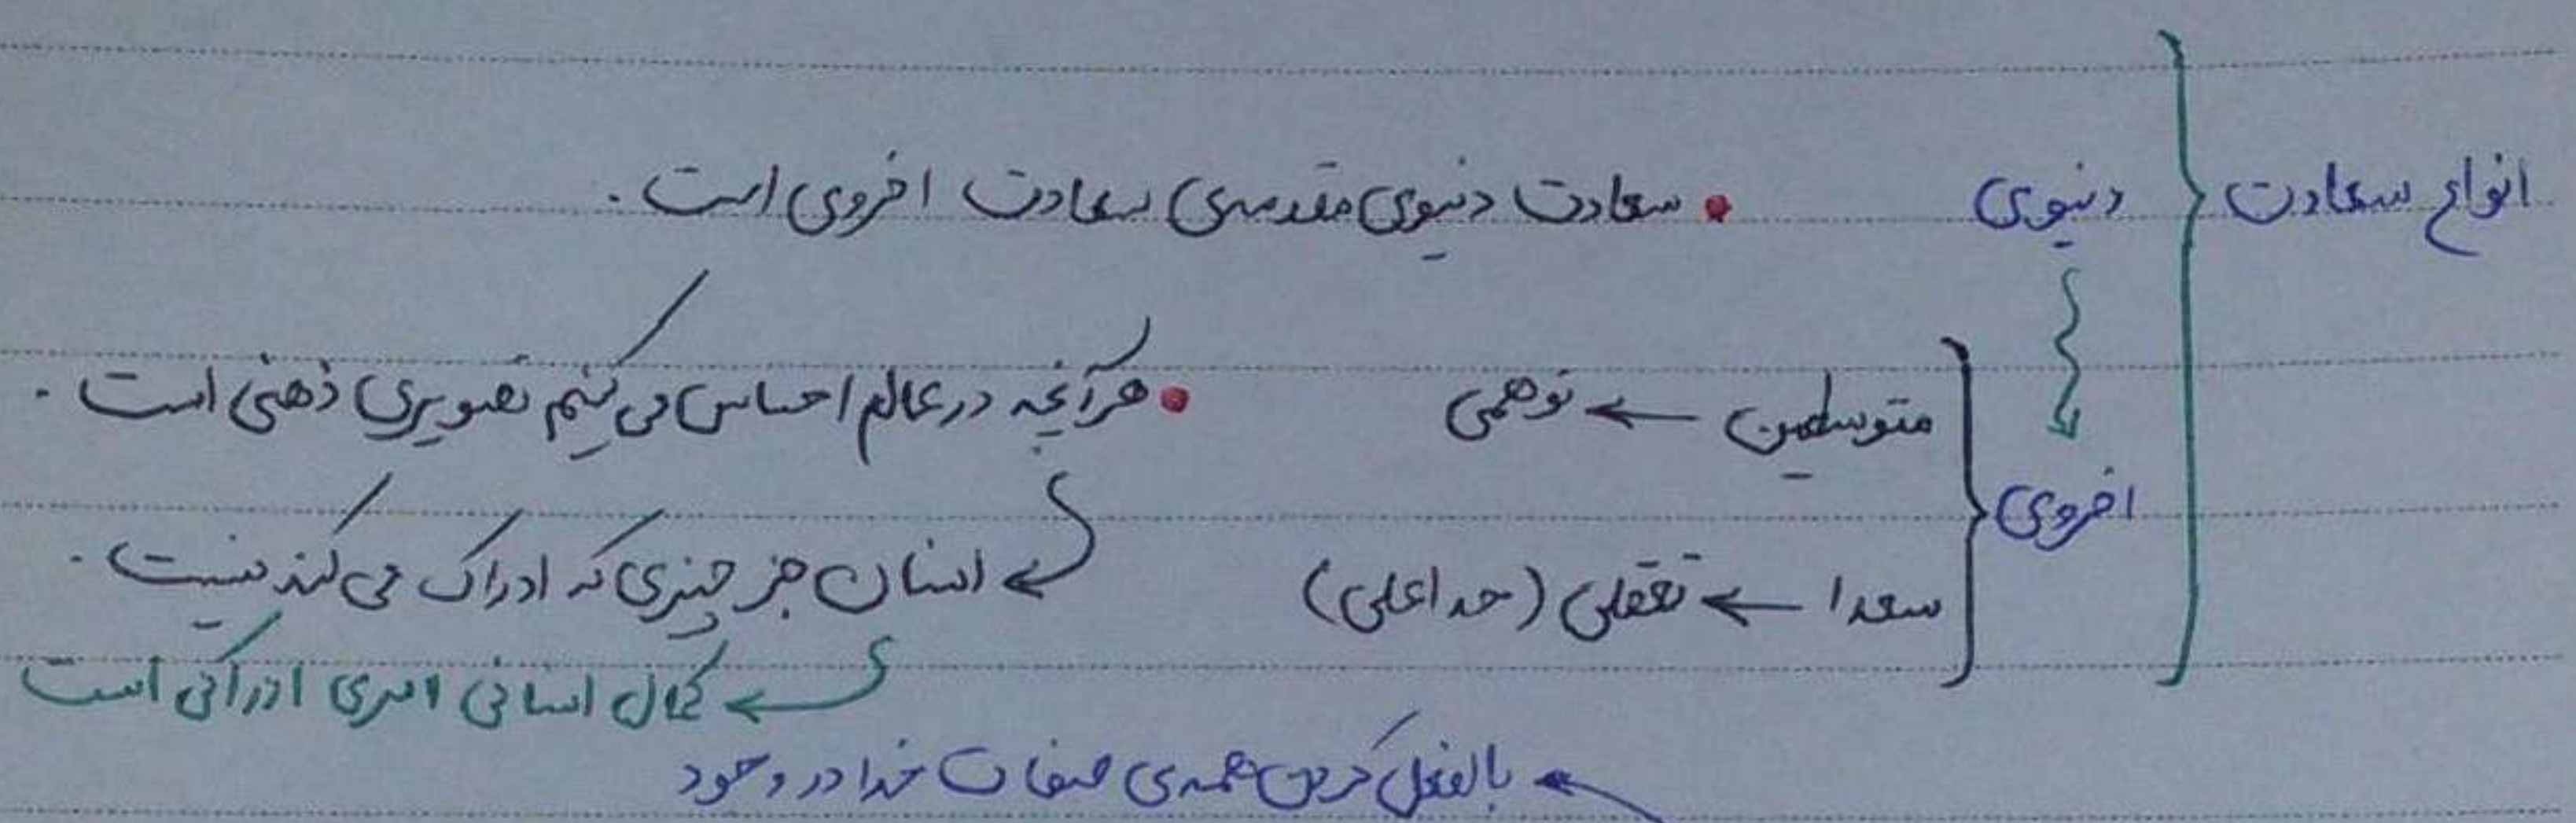 انواع سعادت
دنیوی
• سعادت دنیوی مقدمه‌ی سعادت اخروی است.
اخروی
متوسطین ← توهمی
سعدا ← تعقلی (حد اعلی)
• هرآنچه در عالم احساس می‌کنیم تصویری ذهنی است.
← انسان جز چیزی که ادراک می‌کند نیست.
← کمال انسانی امری ادراکی است
← بالفعل کردن همه‌ی صفات خدا در وجود